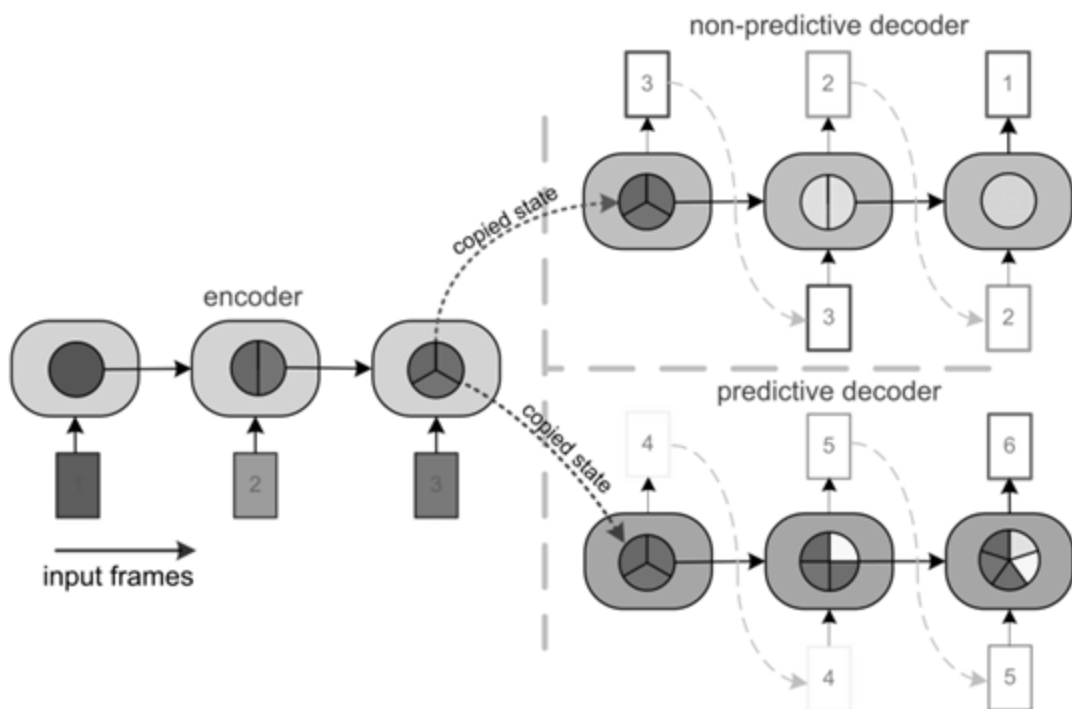 non-predictive decoder
3 2 1
copied state
3 2
encoder
1 2 3
input frames
predictive decoder
copied state
4 5 6
4 5